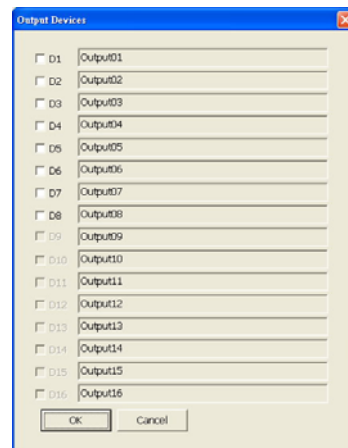 Output Devices
D1 Output01
D2 Output02
D3 Output03
D4 Output04
D5 Output05
D6 Output06
D7 Output07
D8 Output08
D9 Output09
D10 Output10
D11 Output11
D12 Output12
D13 Output13
D14 Output14
D15 Output15
D16 Output16
OK Cancel